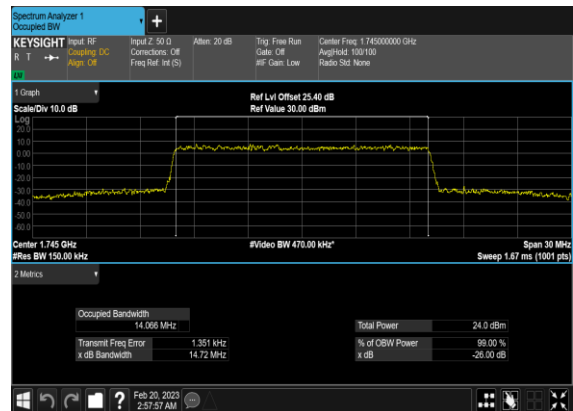 Spectrum Analyzer 1
Occupied BW
+
KEYSIGHT
R T
LW
Input: RF
Coupling: DC
Align: Off
Input Z: 50 Ω
Corrections: Off
Freq Ref: Int (S)
Atten: 20 dB
Trig: Free Run
Gate: Off
#IF Gain: Low
Center Freq: 1.745000000 GHz
Avg|Hold: 100/100
Radio Std: None
1 Graph
Scale/Div 10.0 dB
Ref Lvl Offset 25.40 dB
Ref Value 30.00 dBm
Log
20.0
10.0
0.00
-10.0
-20.0
-30.0
-40.0
-50.0
-60.0
Center 1.745 GHz
#Res BW 150.00 kHz
#Video BW 470.00 kHz*
Span 30 MHz
Sweep 1.67 ms (1001 pts)
2 Metrics
Occupied Bandwidth
14.066 MHz
Transmit Freq Error 1.351 kHz
x dB Bandwidth 14.72 MHz
Total Power 24.0 dBm
% of OBW Power 99.00 %
x dB -26.00 dB
?
Feb 20, 2023
2:57:57 AM